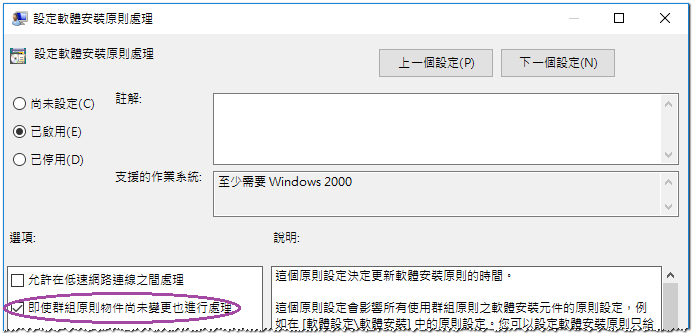 設定軟體安裝原則處理
設定軟體安裝原則處理
上一個設定(P)
下一個設定(N)
尚未設定(C)
註解:
已啟用(E)
已停用(D)
支援的作業系統:
至少需要 Windows 2000
選項:
說明:
允許在低速網路連線之間處理
即使群組原則物件尚未變更也進行處理
這個原則設定決定更新軟體安裝原則的時間。
這個原則設定會影響所有使用群組原則之軟體安裝元件的原則設定，例
如在 [軟體設定\軟體安裝] 中的原則設定。您可以設定軟體安裝原則只給